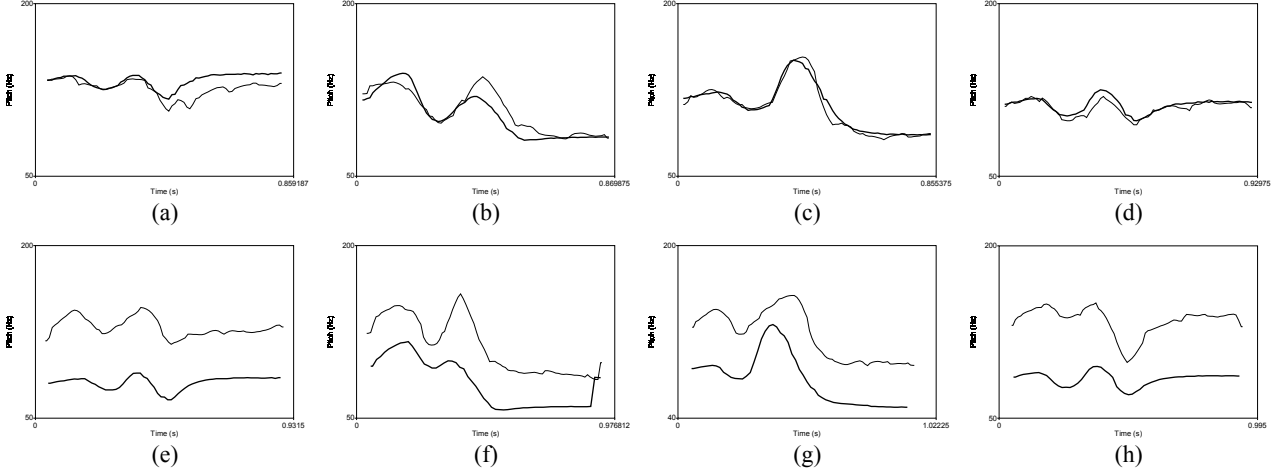 200
Pitch (Hz)
50
0
Time (s)
0.859187
(a)
200
Pitch (Hz)
50
0
Time (s)
0.869875
(b)
200
Pitch (Hz)
50
0
Time (s)
0.855375
(c)
200
Pitch (Hz)
50
0
Time (s)
0.92975
(d)
200
Pitch (Hz)
50
0
Time (s)
0.9315
(e)
200
Pitch (Hz)
50
0
Time (s)
0.976812
(f)
200
Pitch (Hz)
40
0
Time (s)
1.02225
(g)
200
Pitch (Hz)
50
0
Time (s)
0.995
(h)